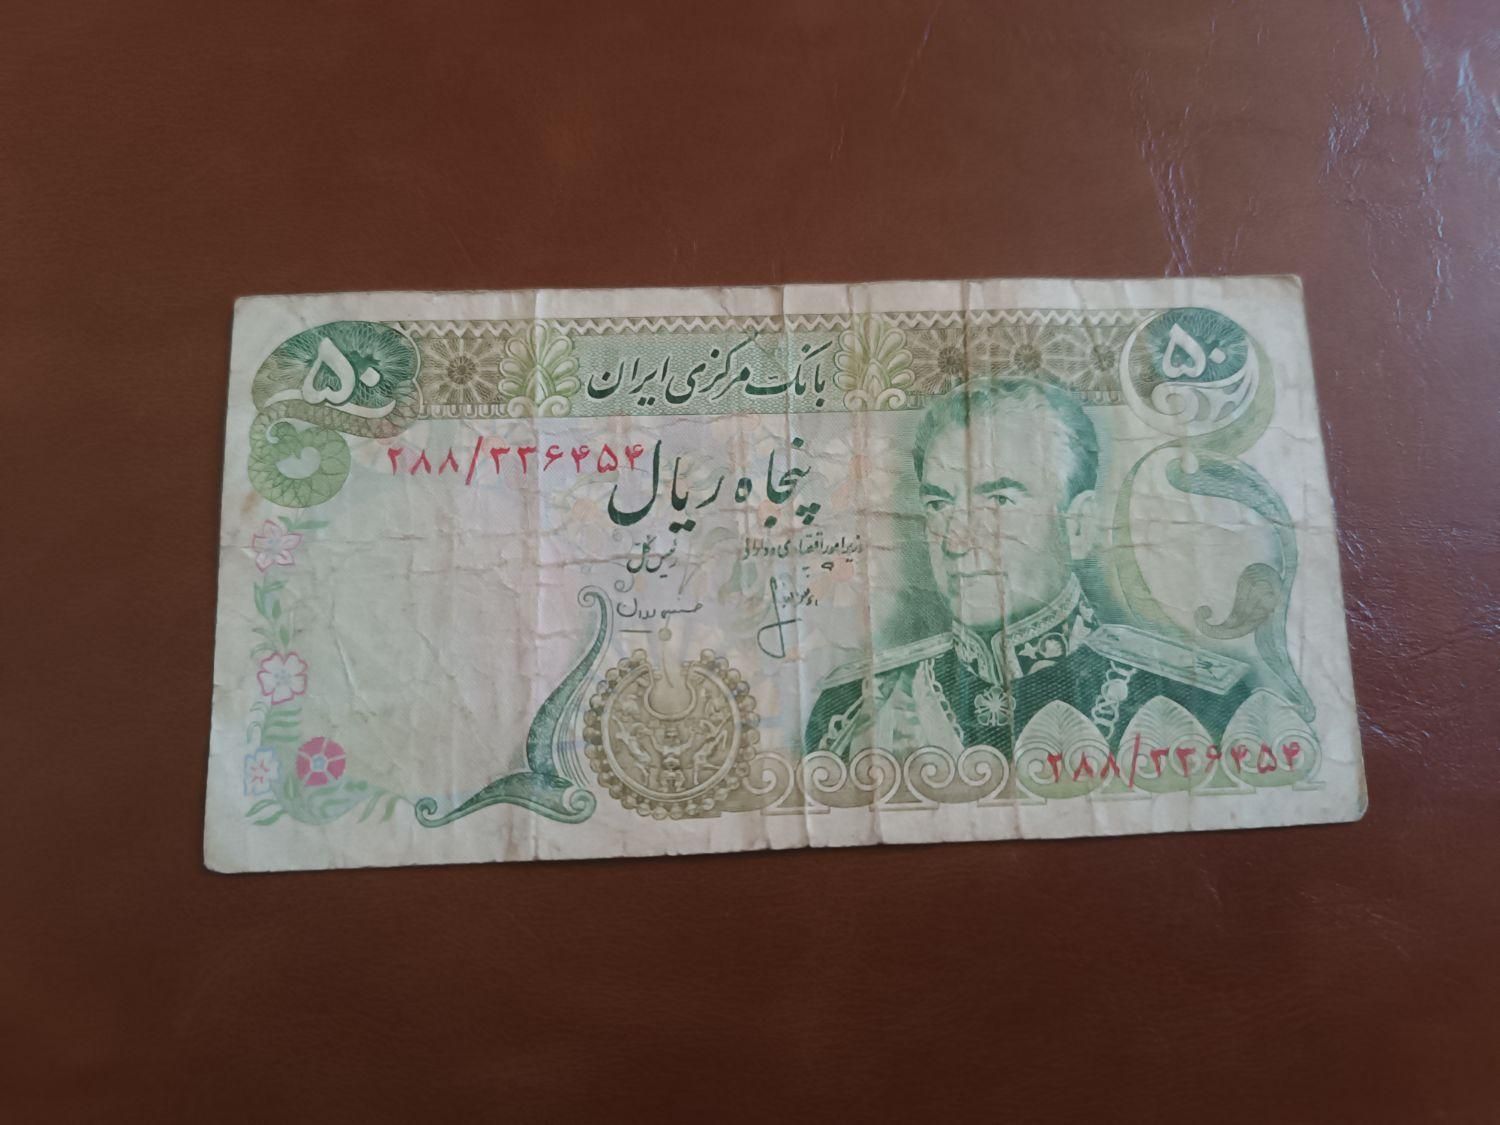 بانک مرکزی ایران
۵۰
۵۰
۲۸۸/۳۳۶۴۵۴
پنجاه ریال
وزیر امور اقتصادی و دارائی
رئیس کل
۲۸۸/۳۳۶۴۵۴